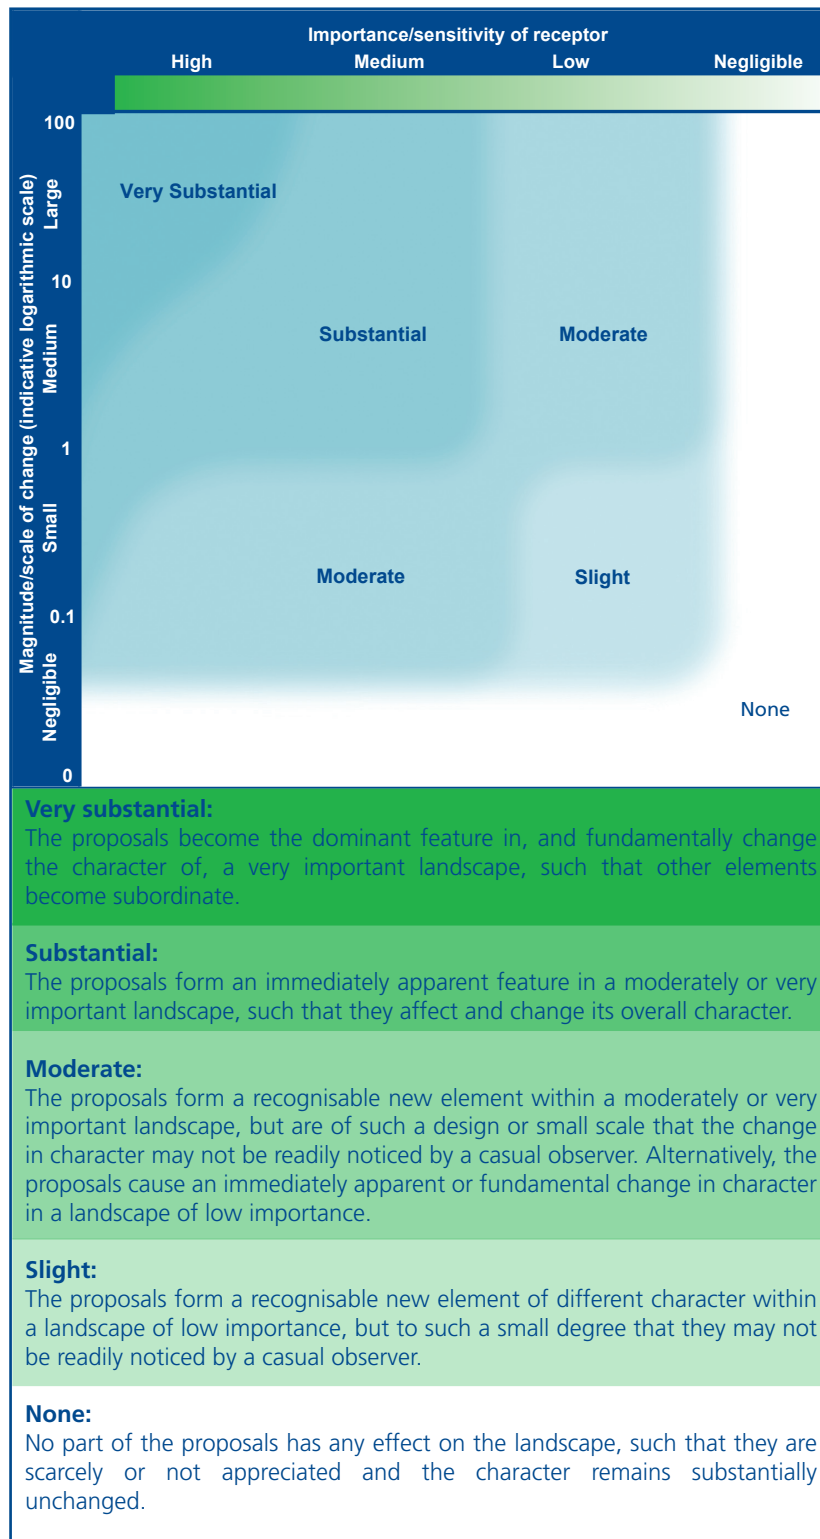 Importance/sensitivity of receptor
High Medium Low Negligible
Magnitude/scale of change (indicative logarithmic scale)
100
Large
10
Medium
1
Small
0.1
Negligible
0
Very Substantial
Substantial Moderate
Moderate Slight
None
Very substantial:
The proposals become the dominant feature in, and fundamentally change
the character of, a very important landscape, such that other elements
become subordinate.
Substantial:
The proposals form an immediately apparent feature in a moderately or very
important landscape, such that they affect and change its overall character.
Moderate:
The proposals form a recognisable new element within a moderately or very
important landscape, but are of such a design or small scale that the change
in character may not be readily noticed by a casual observer. Alternatively, the
proposals cause an immediately apparent or fundamental change in character
in a landscape of low importance.
Slight:
The proposals form a recognisable new element of different character within
a landscape of low importance, but to such a small degree that they may not
be readily noticed by a casual observer.
None:
No part of the proposals has any effect on the landscape, such that they are
scarcely or not appreciated and the character remains substantially
unchanged.